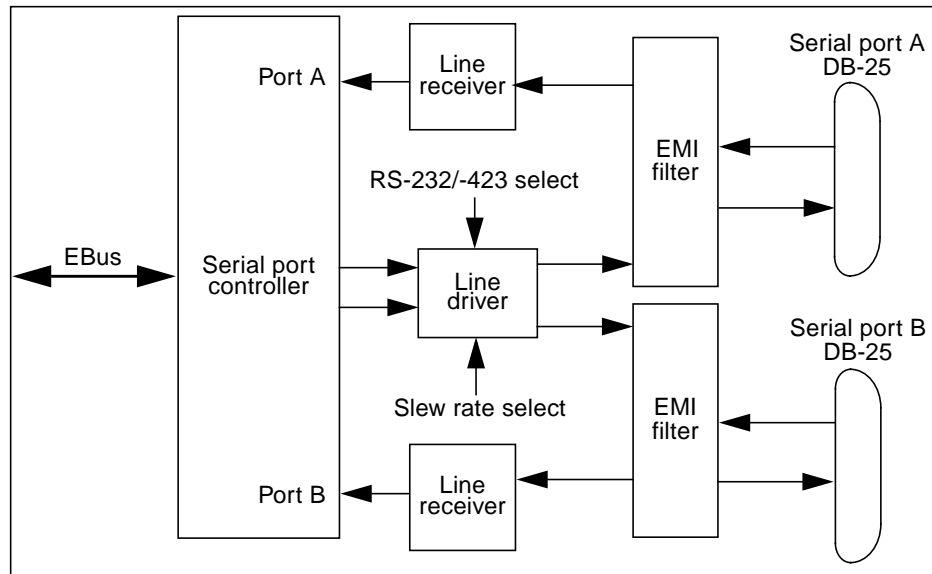 Port A
Line
receiver
Serial port A
DB-25
EMI
filter
RS-232/-423 select
EBus
Serial port
controller
Line
driver
Slew rate select
Serial port B
DB-25
EMI
filter
Port B
Line
receiver